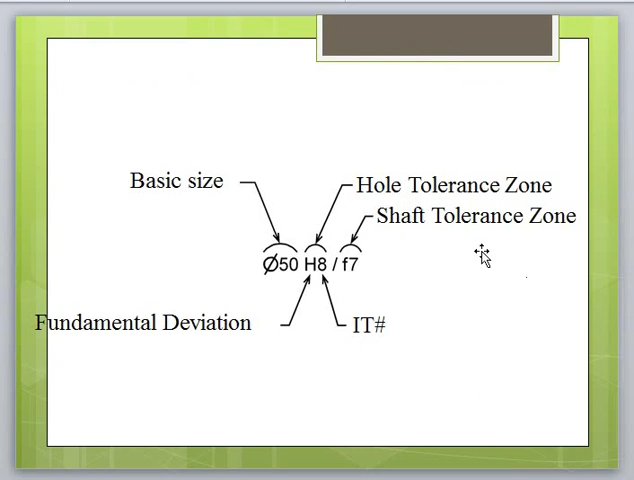 Basic size
Hole Tolerance Zone
Shaft Tolerance Zone
Ø50 H8 / f7
Fundamental Deviation
IT#